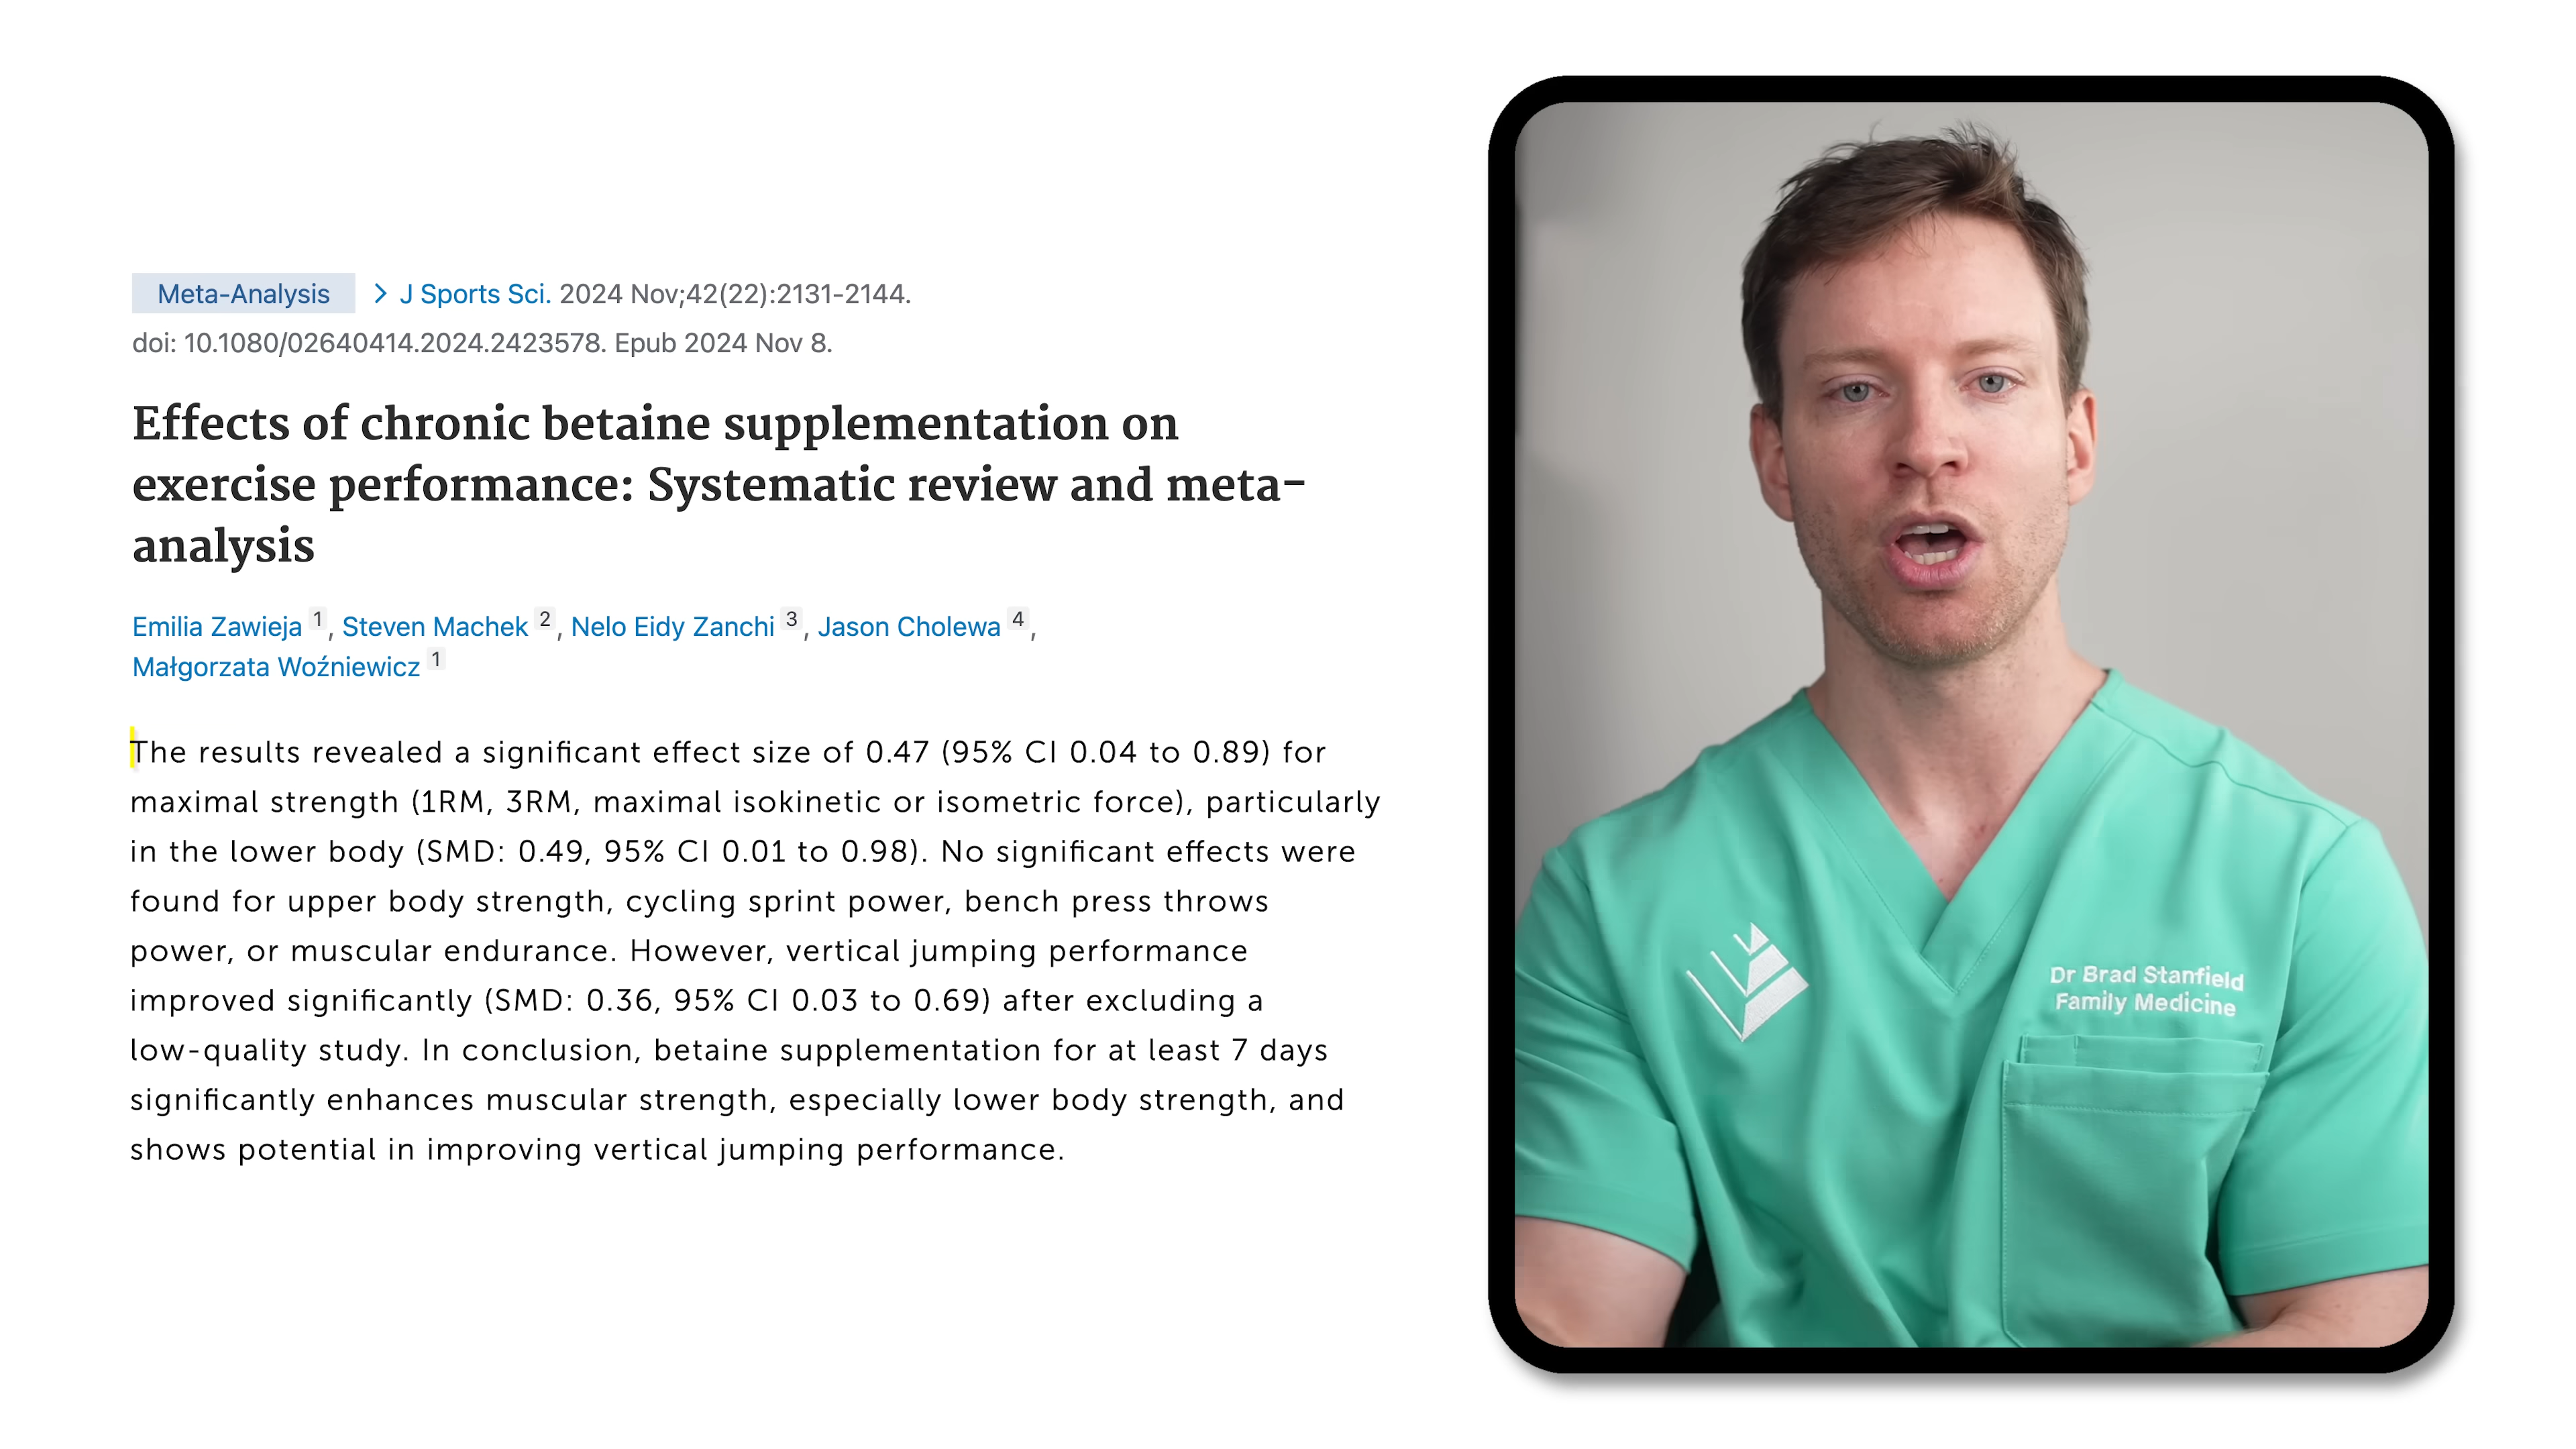 Meta-Analysis > J Sports Sci. 2024 Nov;42(22):2131-2144.
doi: 10.1080/02640414.2024.2423578. Epub 2024 Nov 8.
Effects of chronic betaine supplementation on
exercise performance: Systematic review and meta-
analysis
Emilia Zawieja 1, Steven Machek 2, Nelo Eidy Zanchi 3, Jason Cholewa 4,
Małgorzata Woźniewicz 1
The results revealed a significant effect size of 0.47 (95% CI 0.04 to 0.89) for
maximal strength (1RM, 3RM, maximal isokinetic or isometric force), particularly
in the lower body (SMD: 0.49, 95% CI 0.01 to 0.98). No significant effects were
found for upper body strength, cycling sprint power, bench press throws
power, or muscular endurance. However, vertical jumping performance
improved significantly (SMD: 0.36, 95% CI 0.03 to 0.69) after excluding a
low-quality study. In conclusion, betaine supplementation for at least 7 days
significantly enhances muscular strength, especially lower body strength, and
shows potential in improving vertical jumping performance.
Dr Brad Stanfield
Family Medicine